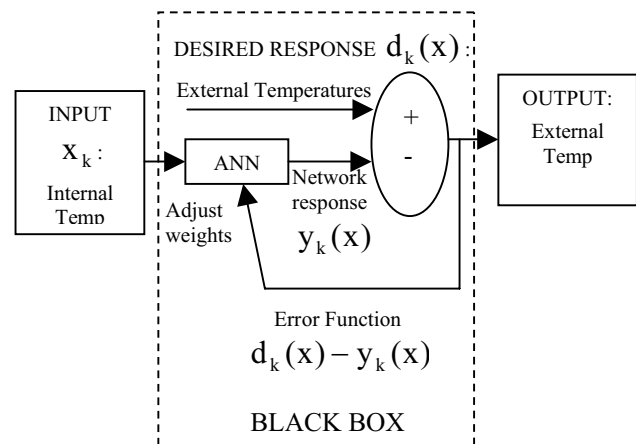 DESIRED RESPONSE d_k(x) :
External Temperatures
INPUT
x_k :
Internal
Temp
ANN
+
-
OUTPUT:
External
Temp
Network
response
y_k(x)
Adjust
weights
Error Function
d_k(x) − y_k(x)
BLACK BOX